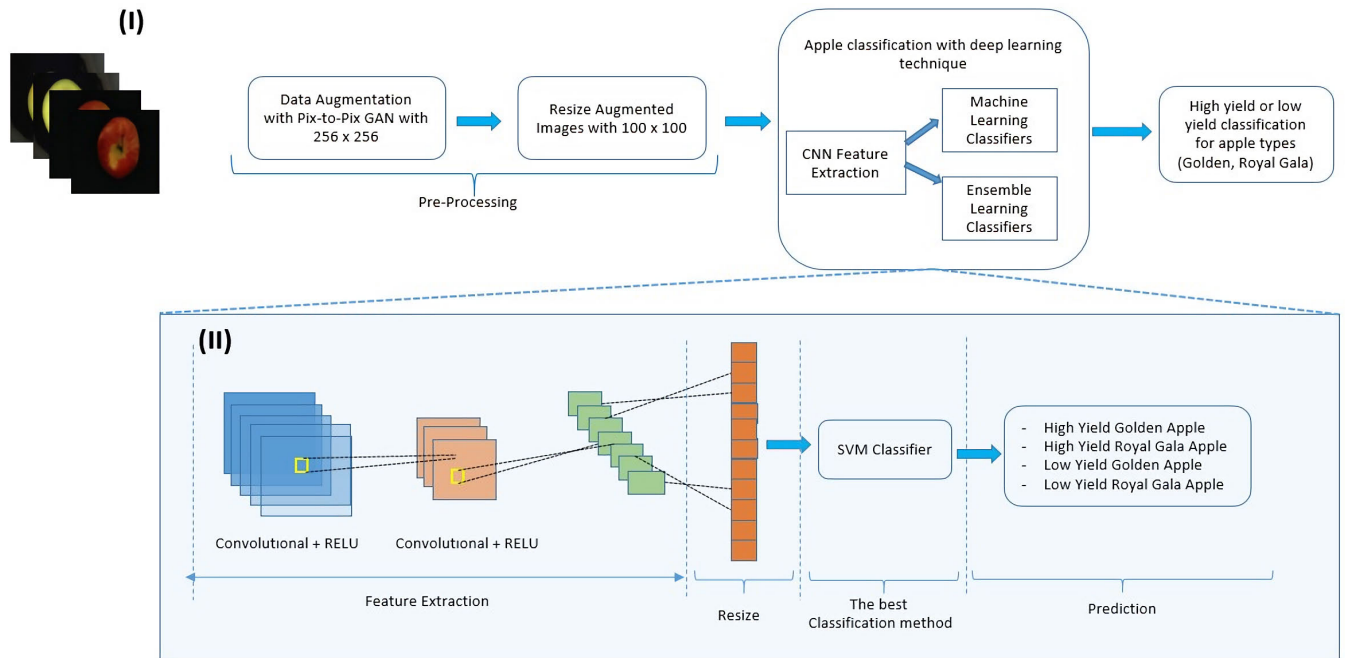 (I)
Data Augmentation
with Pix-to-Pix GAN with
256 x 256
Resize Augmented
Images with 100 x 100
Pre-Processing
Apple classification with deep learning
technique
CNN Feature
Extraction
Machine
Learning
Classifiers
Ensemble
Learning
Classifiers
High yield or low
yield classification
for apple types
(Golden, Royal Gala)
(II)
Convolutional + RELU
Convolutional + RELU
Feature Extraction
Resize
SVM Classifier
The best
Classification method
- High Yield Golden Apple
- High Yield Royal Gala Apple
- Low Yield Golden Apple
- Low Yield Royal Gala Apple
Prediction